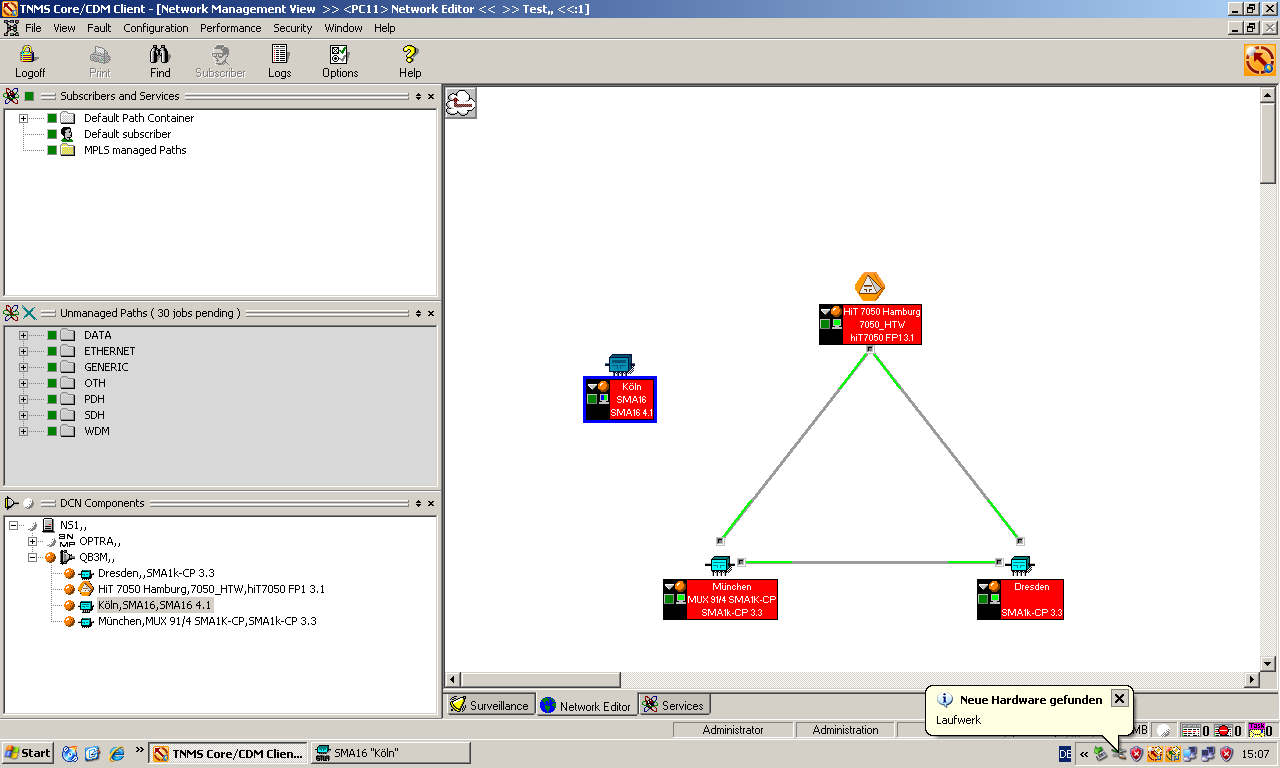 TNMS Core/CDM Client - [Network Management View >> <PC11> Network Editor << >> Test,, <<:1]
File View Fault Configuration Performance Security Window Help
Logoff Print Find Subscriber Logs Options Help
Subscribers and Services
Default Path Container
Default subscriber
MPLS managed Paths
Unmanaged Paths ( 30 jobs pending )
DATA
ETHERNET
GENERIC
OTH
PDH
SDH
WDM
DCN Components
NS1,,
OPTRA,,
QB3M,,
Dresden,,SMA1k-CP 3.3
HiT 7050 Hamburg,7050_HTW,hiT7050 FP1 3.1
Köln,SMA16,SMA16 4.1
München,MUX 91/4 SMA1K-CP,SMA1k-CP 3.3
HiT 7050 Hamburg
7050_HTW
hiT7050 FP1 3.1
Köln
SMA16
SMA16 4.1
München
MUX 91/4 SMA1K-CP
SMA1k-CP 3.3
Dresden
SMA1k-CP 3.3
Surveillance Network Editor Services
Neue Hardware gefunden
Laufwerk
Administrator Administration MB 0 0 0
Start TNMS Core/CDM Clien... SMA16 "Köln" DE 15:07